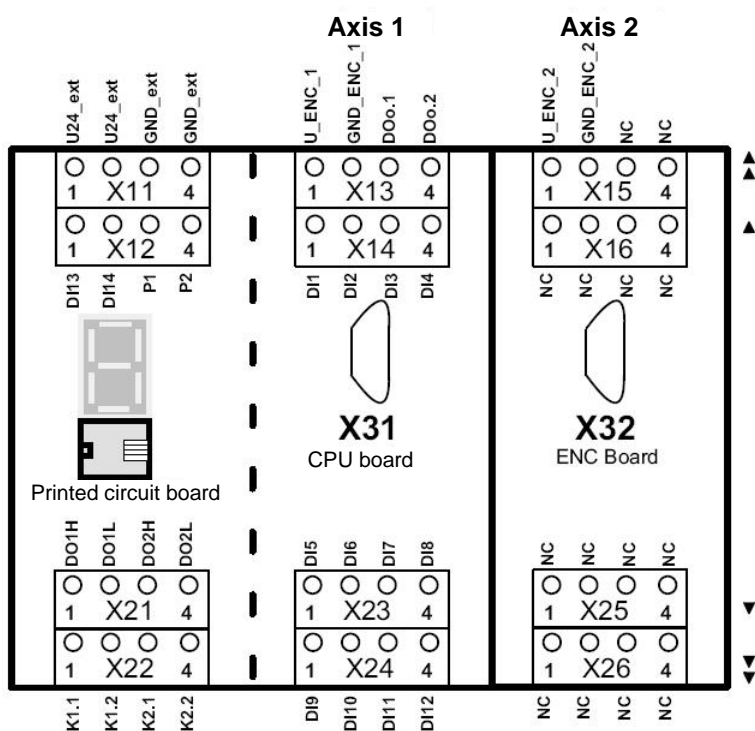 Axis 1 Axis 2
U24_ext U24_ext GND_ext GND_ext U_ENC_1 GND_ENC_1 DOo.1 DOo.2 U_ENC_2 GND_ENC_2 NC NC
1 X11 4 1 X13 4 1 X15 4
1 X12 4 1 X14 4 1 X16 4
DI13 DI14 P1 P2 DI1 DI2 DI3 DI4 NC NC NC NC
X31 X32
CPU board ENC Board
Printed circuit board
DO1H DO1L DO2H DO2L DI5 DI6 DI7 DI8 NC NC NC NC
1 X21 4 1 X23 4 1 X25 4
1 X22 4 1 X24 4 1 X26 4
K1.1 K1.2 K2.1 K2.2 DI9 DI10 DI11 DI12 NC NC NC NC